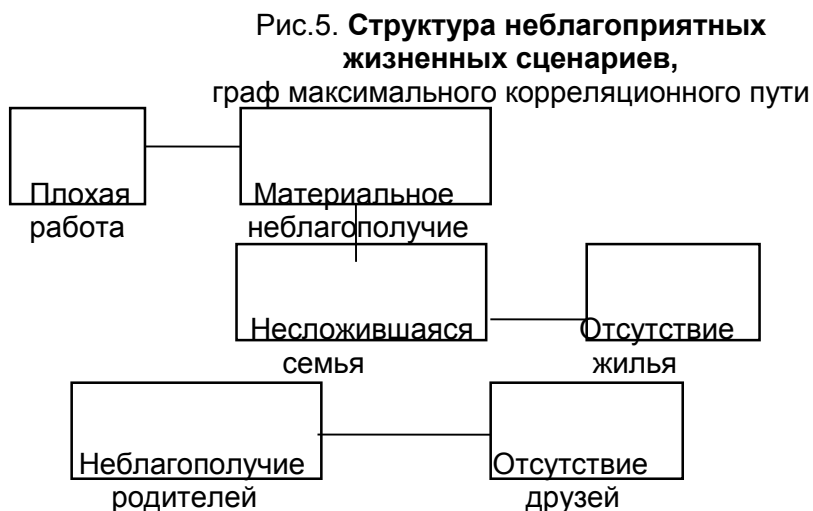 Рис.5. Структура неблагоприятных
жизненных сценариев,
граф максимального корреляционного пути
Плохая
работа
Материальное
неблагополучие
Несложившаяся
семья
Отсутствие
жилья
Неблагополучие
родителей
Отсутствие
друзей